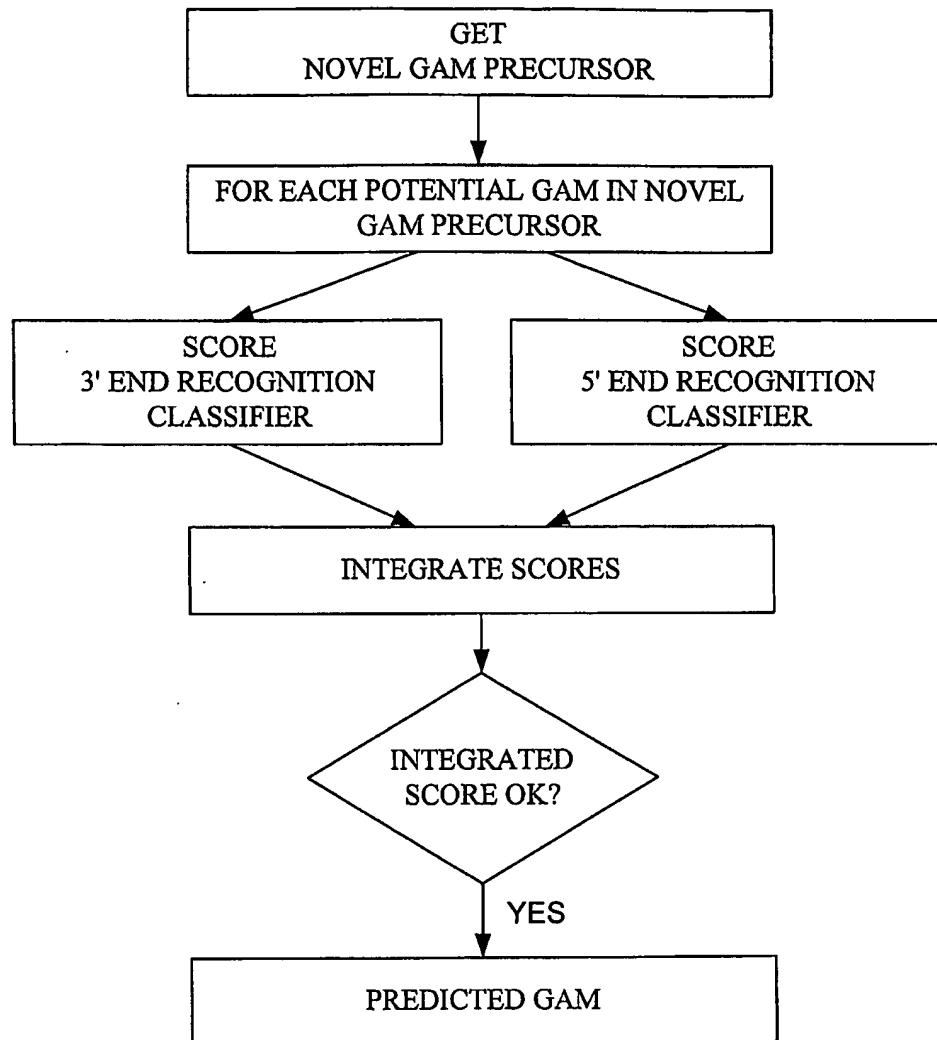 GET
NOVEL GAM PRECURSOR
FOR EACH POTENTIAL GAM IN NOVEL
GAM PRECURSOR
SCORE
3' END RECOGNITION
CLASSIFIER
SCORE
5' END RECOGNITION
CLASSIFIER
INTEGRATE SCORES
INTEGRATED
SCORE OK?
YES
PREDICTED GAM